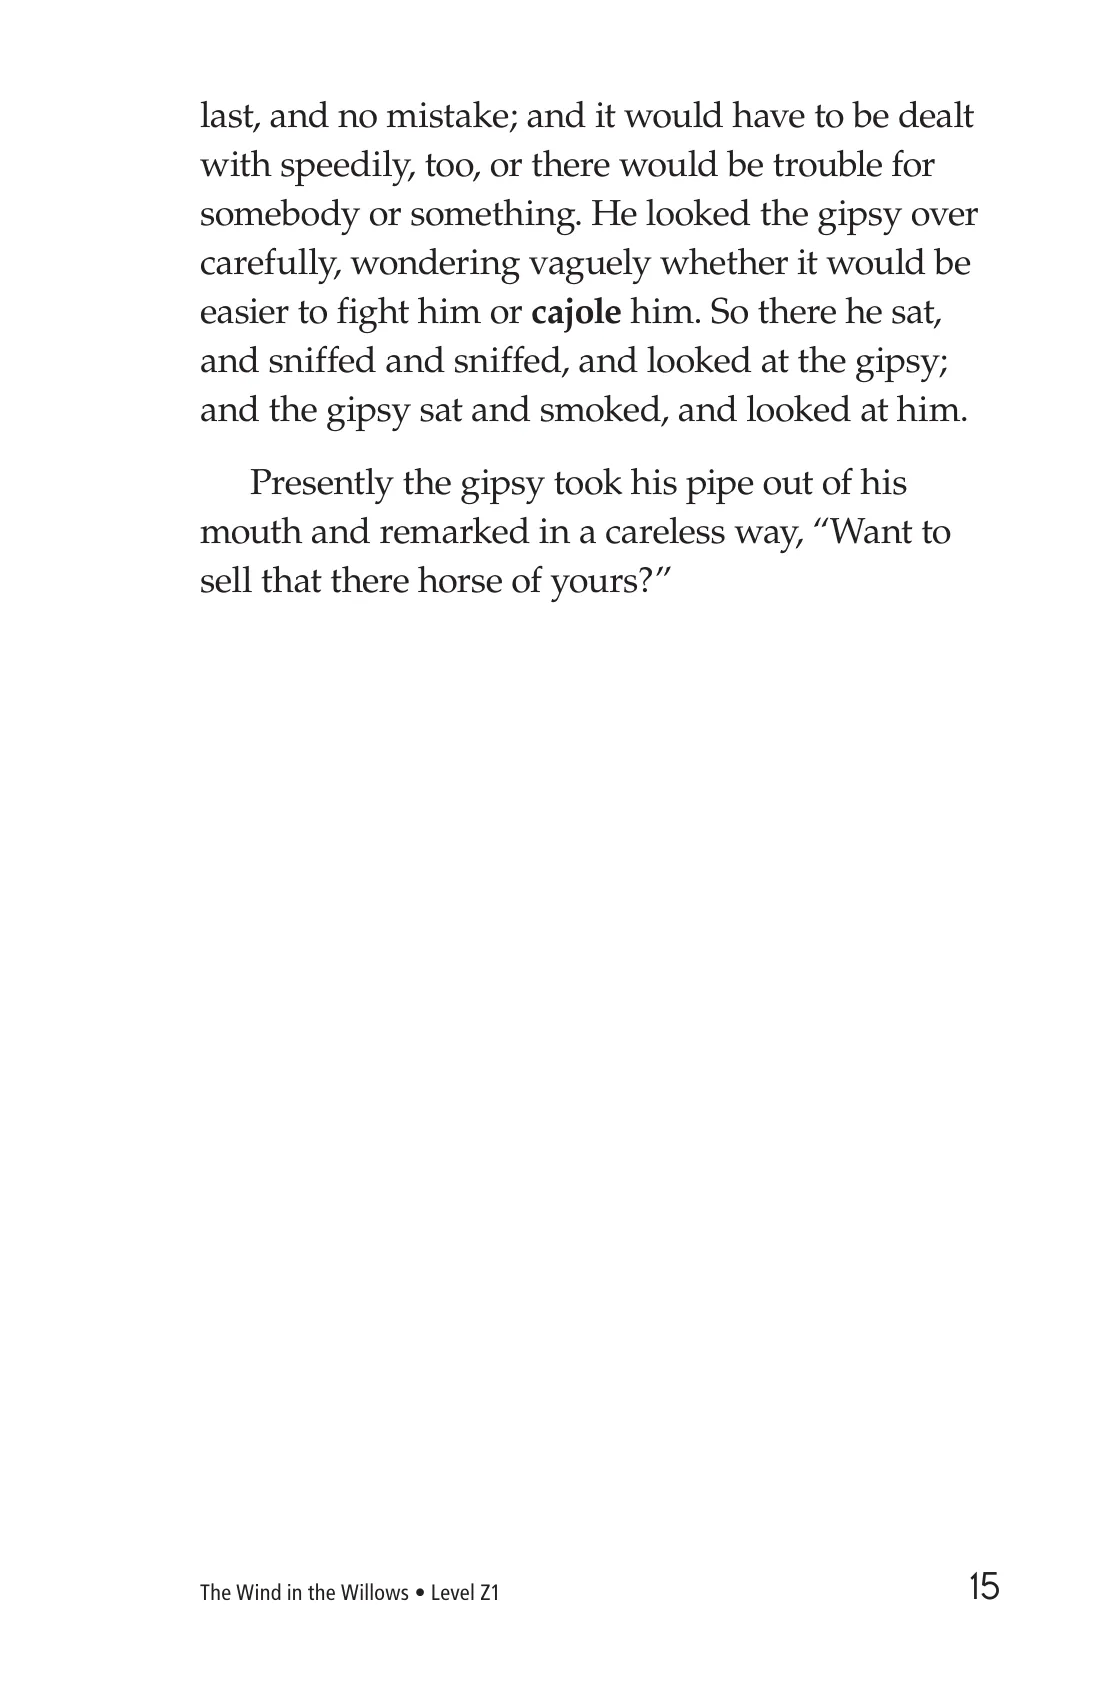 last, and no mistake; and it would have to be dealt
with speedily, too, or there would be trouble for
somebody or something. He looked the gipsy over
carefully, wondering vaguely whether it would be
easier to fight him or cajole him. So there he sat,
and sniffed and sniffed, and looked at the gipsy;
and the gipsy sat and smoked, and looked at him.
Presently the gipsy took his pipe out of his
mouth and remarked in a careless way, “Want to
sell that there horse of yours?”
The Wind in the Willows • Level Z1
15